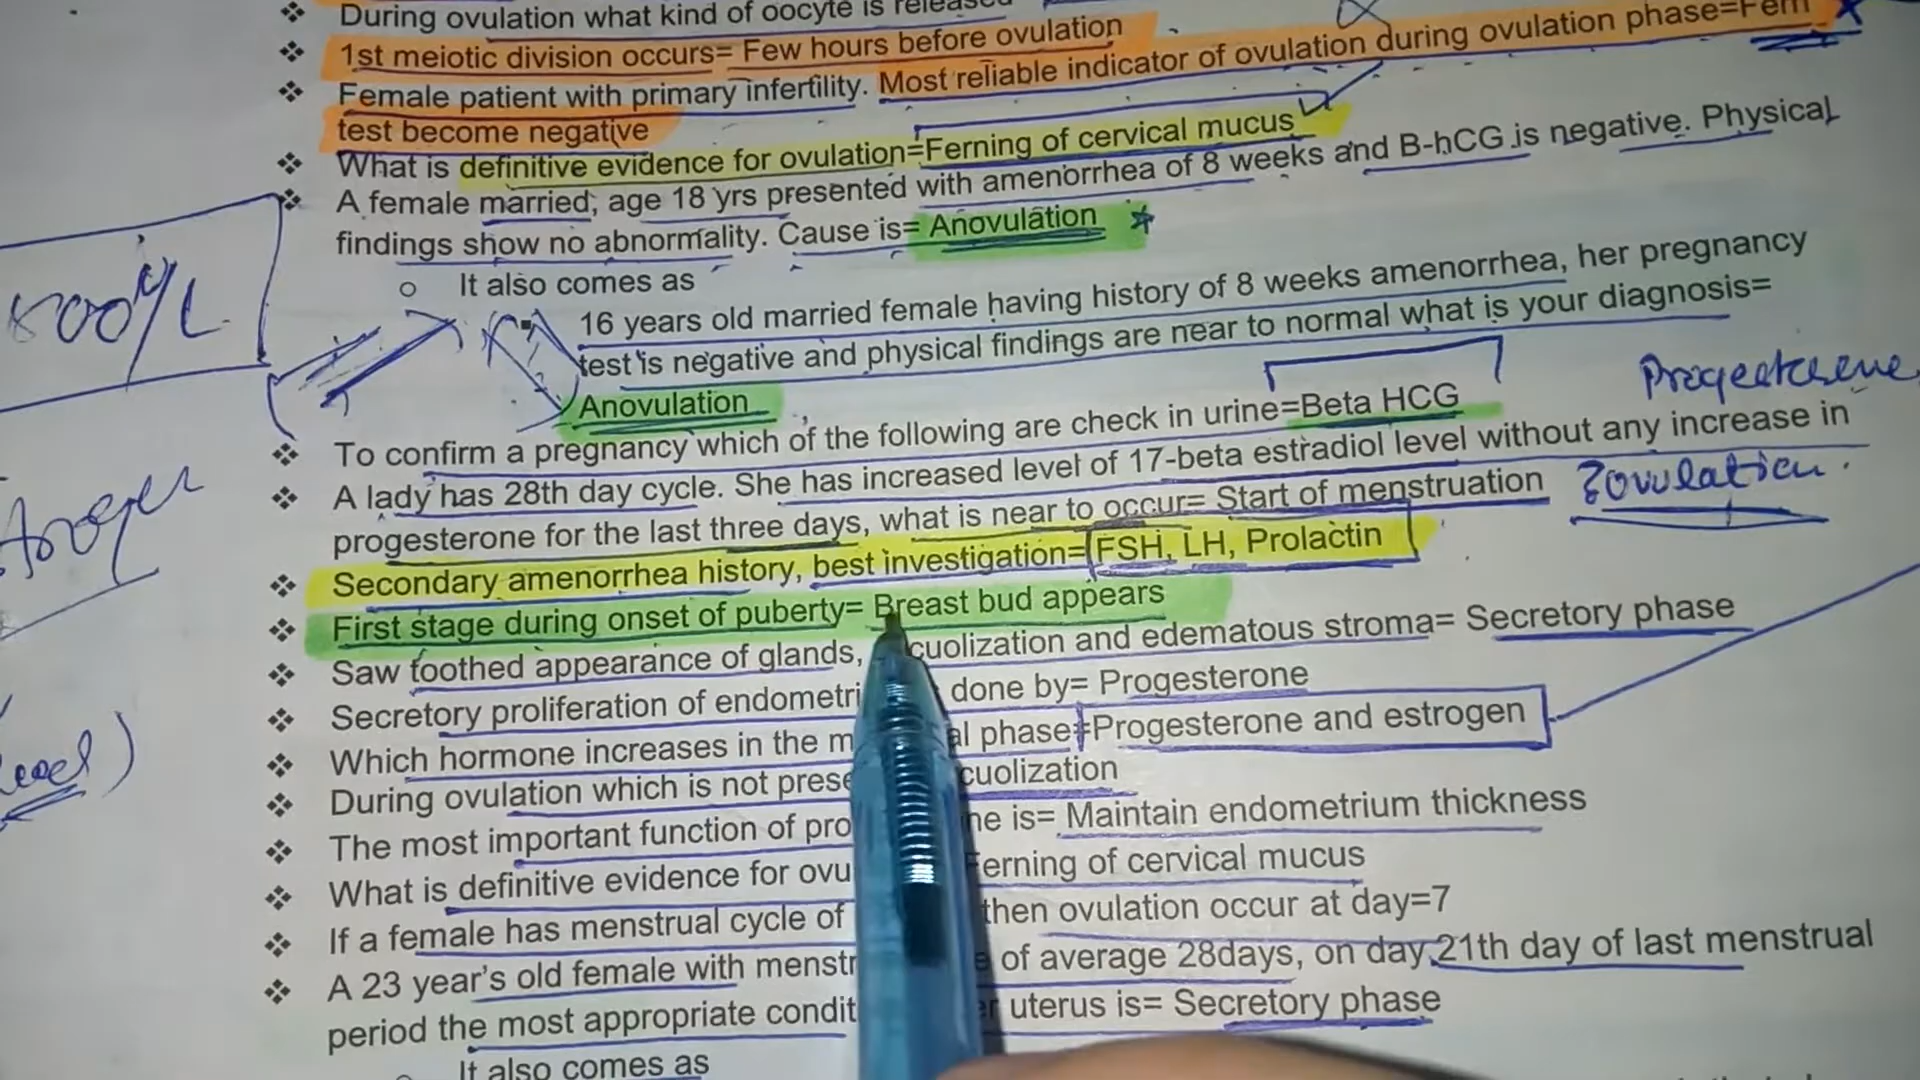 During ovulation what kind of oocyte is released
1st meiotic division occurs= Few hours before ovulation
Female patient with primary infertility. Most reliable indicator of ovulation during ovulation phase=Fern
test become negative
What is definitive evidence for ovulation=Ferning of cervical mucus
A female married, age 18 yrs presented with amenorrhea of 8 weeks and B-hCG is negative. Physical
findings show no abnormality. Cause is= Anovulation
It also comes as
16 years old married female having history of 8 weeks amenorrhea, her pregnancy
test is negative and physical findings are near to normal what is your diagnosis=
Anovulation
To confirm a pregnancy which of the following are check in urine=Beta HCG
Progesterone
A lady has 28th day cycle. She has increased level of 17-beta estradiol level without any increase in
progesterone for the last three days, what is near to occur= Start of menstruation
?ovulation.
Secondary amenorrhea history, best investigation=FSH, LH, Prolactin
First stage during onset of puberty= Breast bud appears
Saw toothed appearance of glands, cuolization and edematous stroma= Secretory phase
Secretory proliferation of endometri done by= Progesterone
Which hormone increases in the m al phase=Progesterone and estrogen
During ovulation which is not prese cuolization
The most important function of pro ne is= Maintain endometrium thickness
What is definitive evidence for ovu Ferning of cervical mucus
If a female has menstrual cycle of then ovulation occur at day=7
A 23 year's old female with menstr e of average 28days, on day 21th day of last menstrual
period the most appropriate condit er uterus is= Secretory phase
It also comes as